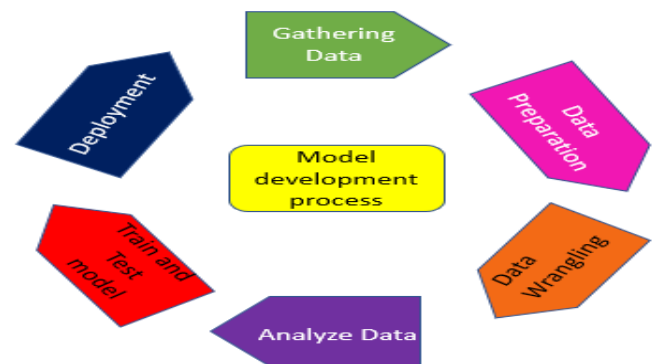 Gathering
Data
Data
Preparation
Data
Wrangling
Analyze Data
Train and
Test
model
Deployment
Model
development
process